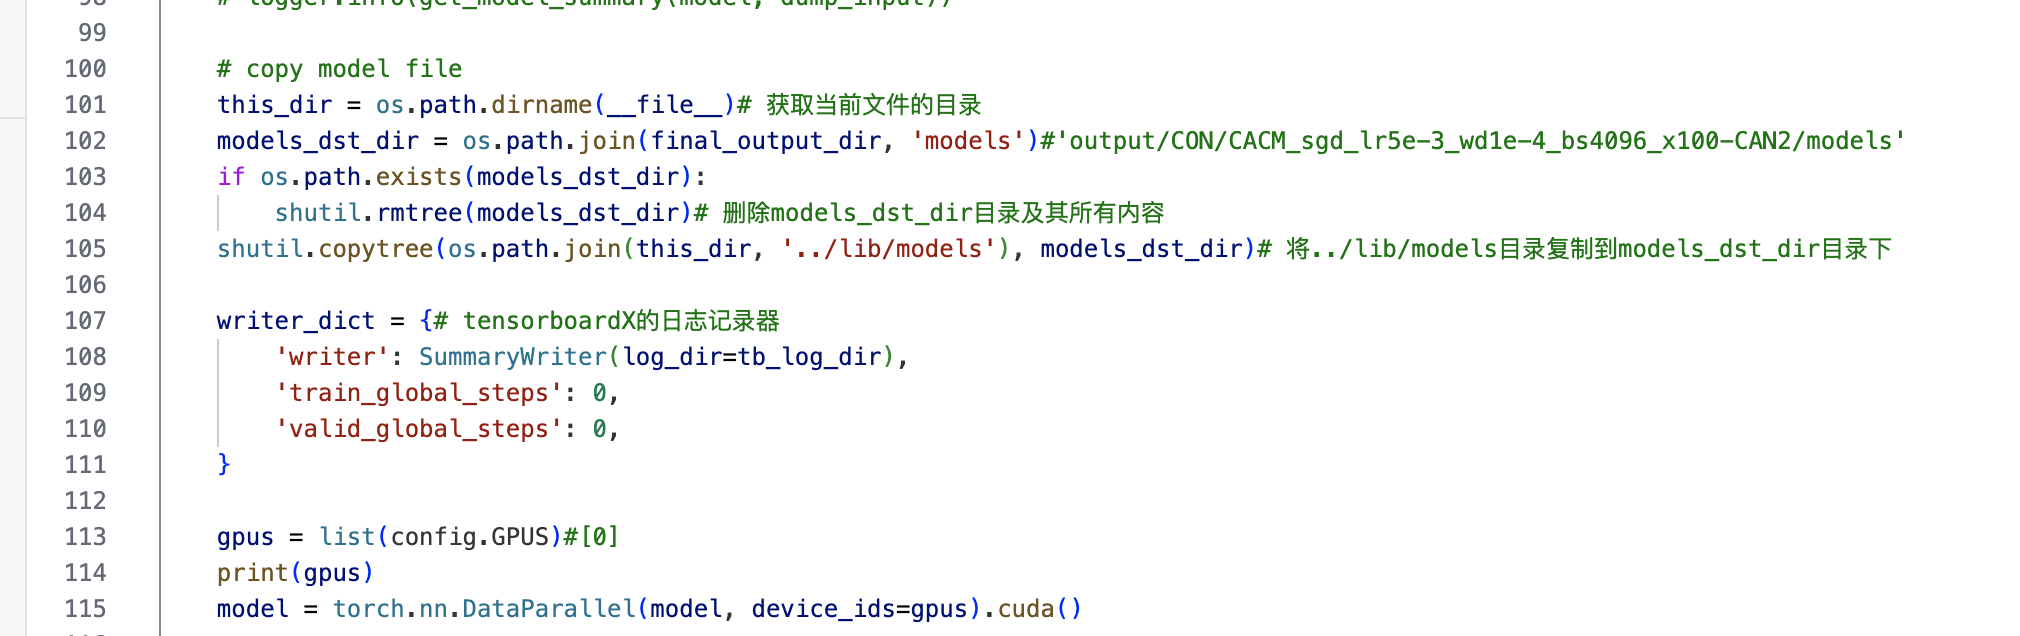 98 # logger.info(get_model_summary(model, dump_input))
99
100 # copy model file
101 this_dir = os.path.dirname(__file__)# 获取当前文件的目录
102 models_dst_dir = os.path.join(final_output_dir, 'models')#'output/CON/CACM_sgd_lr5e-3_wd1e-4_bs4096_x100-CAN2/models'
103 if os.path.exists(models_dst_dir):
104     shutil.rmtree(models_dst_dir)# 删除models_dst_dir目录及其所有内容
105 shutil.copytree(os.path.join(this_dir, '../lib/models'), models_dst_dir)# 将../lib/models目录复制到models_dst_dir目录下
106
107 writer_dict = {# tensorboardX的日志记录器
108     'writer': SummaryWriter(log_dir=tb_log_dir),
109     'train_global_steps': 0,
110     'valid_global_steps': 0,
111 }
112
113 gpus = list(config.GPUS)#[0]
114 print(gpus)
115 model = torch.nn.DataParallel(model, device_ids=gpus).cuda()